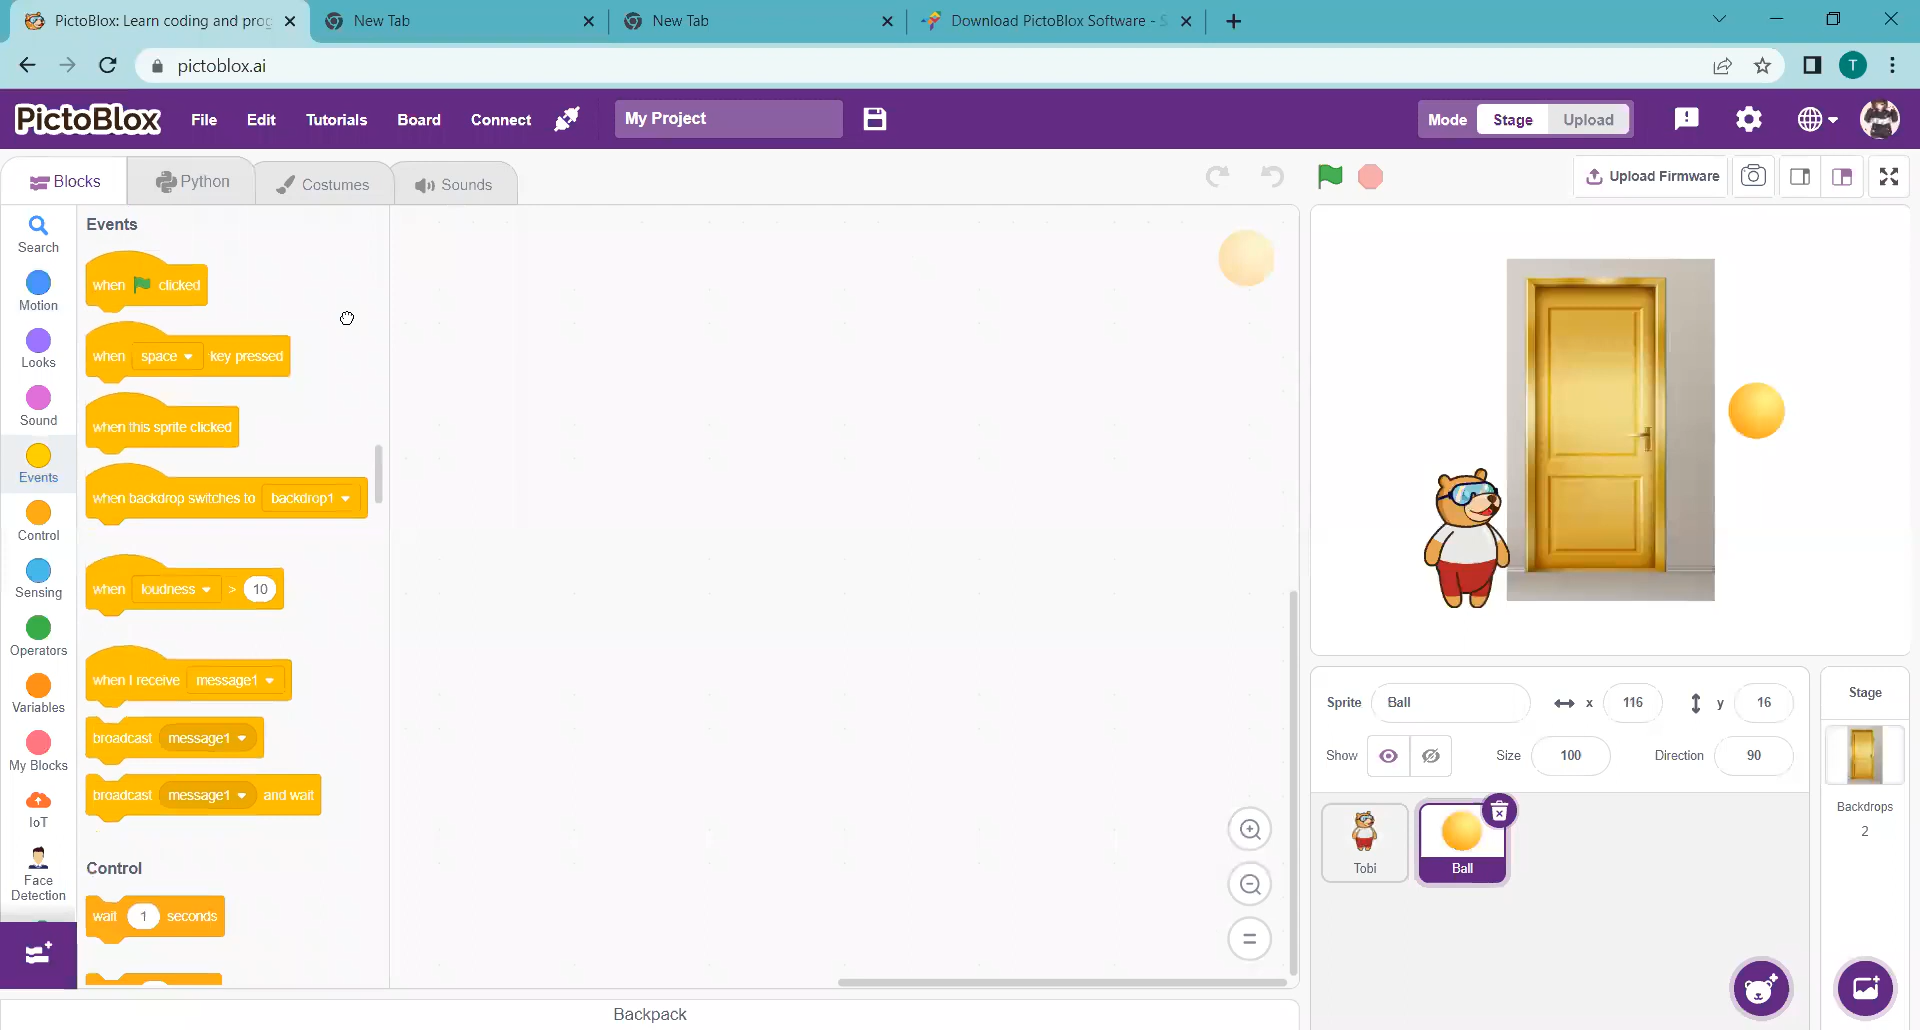 PictoBlox: Learn coding and prog
New Tab
New Tab
Download PictoBlox Software - S
pictoblox.ai
T
PictoBlox
File
Edit
Tutorials
Board
Connect
My Project
Mode
Stage
Upload
Blocks
Python
Costumes
Sounds
Upload Firmware
Search
Motion
Looks
Sound
Events
Control
Sensing
Operators
Variables
My Blocks
IoT
Face
Detection
Events
when clicked
when space key pressed
when this sprite clicked
when backdrop switches to backdrop1
when loudness > 10
when I receive message1
broadcast message1
broadcast message1 and wait
Control
wait 1 seconds
Sprite Ball x 116 y 16
Show Size 100 Direction 90
Tobi
Ball
Stage
Backdrops
2
Backpack